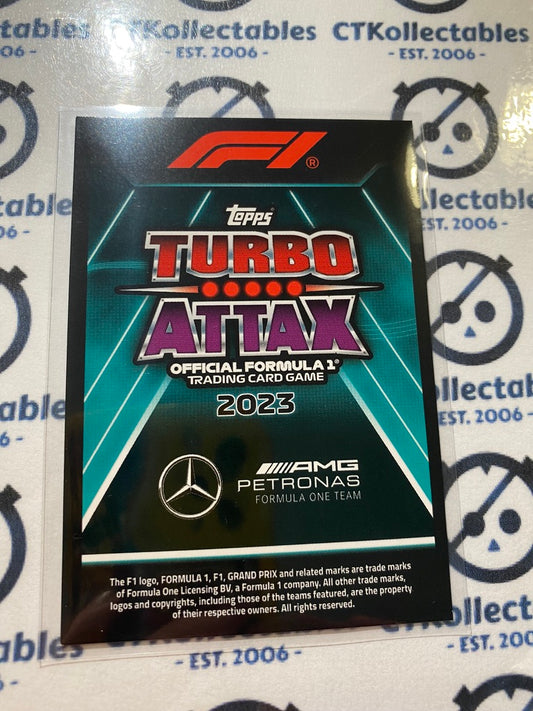 CTKollectables
- EST. 2006 -
CTKollectables
- EST. 2006 -
F1®
Topps
TURBO
ATTAX
OFFICIAL FORMULA 1®
TRADING CARD GAME
2023
AMG
PETRONAS
FORMULA ONE TEAM
The F1 logo, FORMULA 1, F1, GRAND PRIX and related marks are trade marks
of Formula One Licensing BV, a Formula 1 company. All other trade marks,
logos and copyrights, including those of the teams featured, are the property
of their respective owners. All rights reserved.
- EST. 2006 -